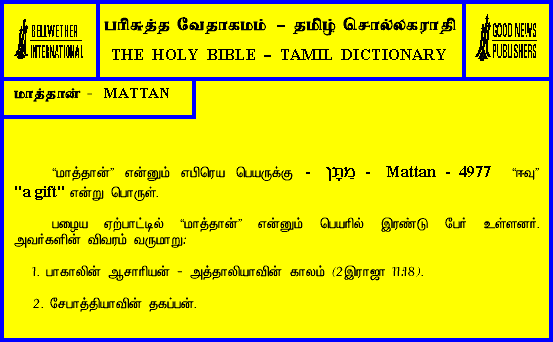 BELLWETHER
INTERNATIONAL
பரிசுத்த வேதாகமம் – தமிழ் சொல்லகராதி
THE HOLY BIBLE – TAMIL DICTIONARY
GOOD NEWS
PUBLISHERS
மாத்தான் - MATTAN
“மாத்தான்” என்னும் எபிரெய பெயருக்கு - מַתָּן - Mattan - 4977 “ஈவு”
"a gift" என்று பொருள்.
பழைய ஏற்பாட்டில் “மாத்தான்” என்னும் பெயரில் இரண்டு பேர் உள்ளனர்.
அவர்களின் விவரம் வருமாறு:
1. பாகாலின் ஆசாரியன் - அத்தாலியாவின் காலம் (2இராஜா 11:18).
2. சேபாத்தியாவின் தகப்பன்.